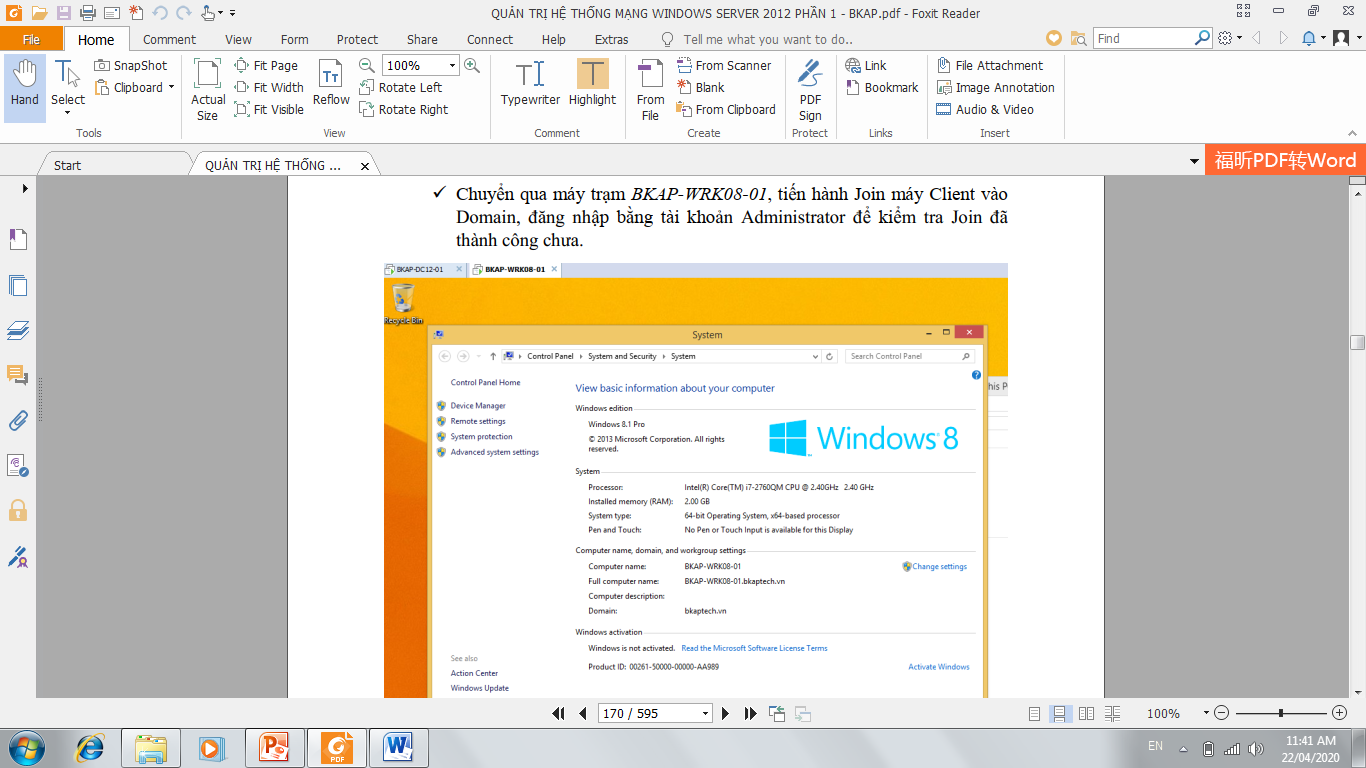 QUẢN TRỊ HỆ THỐNG MẠNG WINDOWS SERVER 2012 PHẦN 1 - BKAP.pdf - Foxit Reader
File Home Comment View Form Protect Share Connect Help Extras Tell me what you want to do.. Find
Hand
Select
SnapShot
Clipboard
Tools
Actual Size
Fit Page
Fit Width
Fit Visible
Reflow
100%
Rotate Left
Rotate Right
View
Typewriter
Highlight
Comment
From File
From Scanner
Blank
From Clipboard
Create
PDF Sign
Protect
Link
Bookmark
Links
File Attachment
Image Annotation
Audio & Video
Insert
Start
QUẢN TRỊ HỆ THỐNG ...
福昕PDF转Word
Chuyển qua máy trạm BKAP-WRK08-01, tiến hành Join máy Client vào
Domain, đăng nhập bằng tài khoản Administrator để kiểm tra Join đã
thành công chưa.
BKAP-DC12-01 BKAP-WRK08-01
Recycle Bin
System
Control Panel System and Security System
Search Control Panel
his P
Control Panel Home
Device Manager
Remote settings
System protection
Advanced system settings
View basic information about your computer
Windows edition
Windows 8.1 Pro
© 2013 Microsoft Corporation. All rights
reserved.
Windows 8
System
Processor: Intel(R) Core(TM) i7-2760QM CPU @ 2.40GHz 2.40 GHz
Installed memory (RAM): 2.00 GB
System type: 64-bit Operating System, x64-based processor
Pen and Touch: No Pen or Touch Input is available for this Display
Computer name, domain, and workgroup settings
Computer name: BKAP-WRK08-01
Change settings
Full computer name: BKAP-WRK08-01.bkaptech.vn
Computer description:
Domain: bkaptech.vn
Windows activation
Windows is not activated. Read the Microsoft Software License Terms
Product ID: 00261-50000-00000-AA989
Activate Windows
See also
Action Center
Windows Update
170 / 595
100%
EN
11:41 AM
22/04/2020